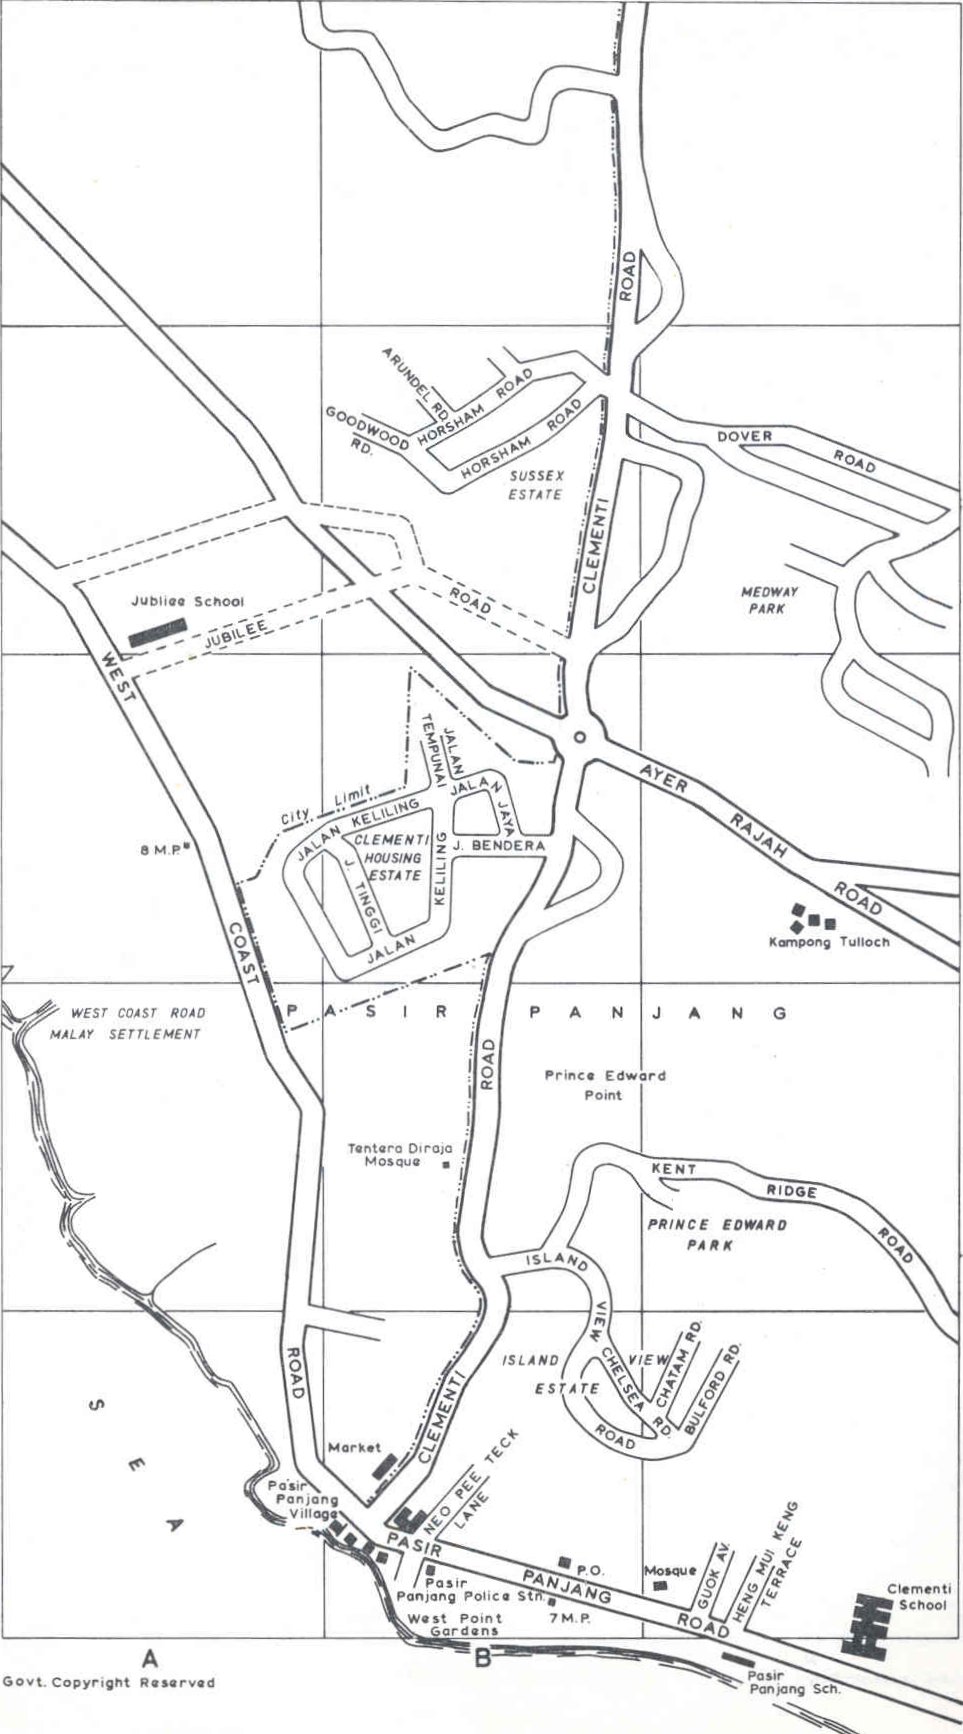 ROAD
ARUNDEL RD.
GOODWOOD
RD.
HORSHAM ROAD
HORSHAM ROAD
SUSSEX
ESTATE
DOVER
ROAD
CLEMENTI
MEDWAY
PARK
Jubilee School
JUBILEE
ROAD
WEST
JALAN
TEMPUNAI
JALAN
JAYA
City Limit
JALAN KELILING
CLEMENTI
HOUSING
ESTATE
J. BENDERA
J. TINGGI
KELILING
JALAN
AYER
RAJAH
ROAD
Kampong Tulloch
8 M.P.
COAST
PASIR PANJANG
WEST COAST ROAD
MALAY SETTLEMENT
ROAD
Prince Edward
Point
Tentera Diraja
Mosque
KENT
RIDGE
ROAD
PRINCE EDWARD
PARK
ISLAND
VIEW
ISLAND VIEW
ESTATE
CHELSEA
RD.
CHATAM RD.
BULFORD RD.
ROAD
ROAD
SEA
CLEMENTI
Market
Pasir
Panjang
Village
NEO PEE TECK
LANE
PASIR
PANJANG
ROAD
P.O.
Mosque
GUOK AV.
HENG MUI KENG
TERRACE
Clementi
School
Pasir
Panjang Police Stn.
7 M.P.
West Point
Gardens
Pasir
Panjang Sch.
A
B
Govt. Copyright Reserved